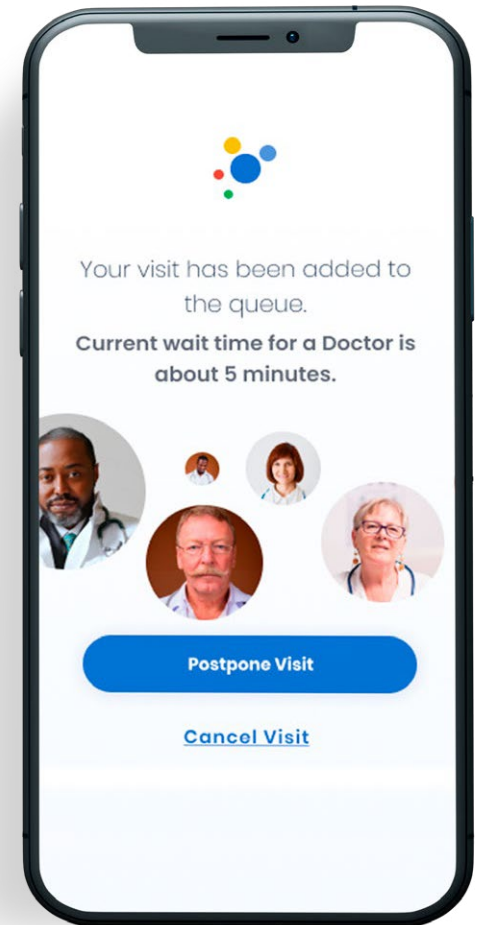 Your visit has been added to
the queue.
Current wait time for a Doctor is
about 5 minutes.
Postpone Visit
Cancel Visit